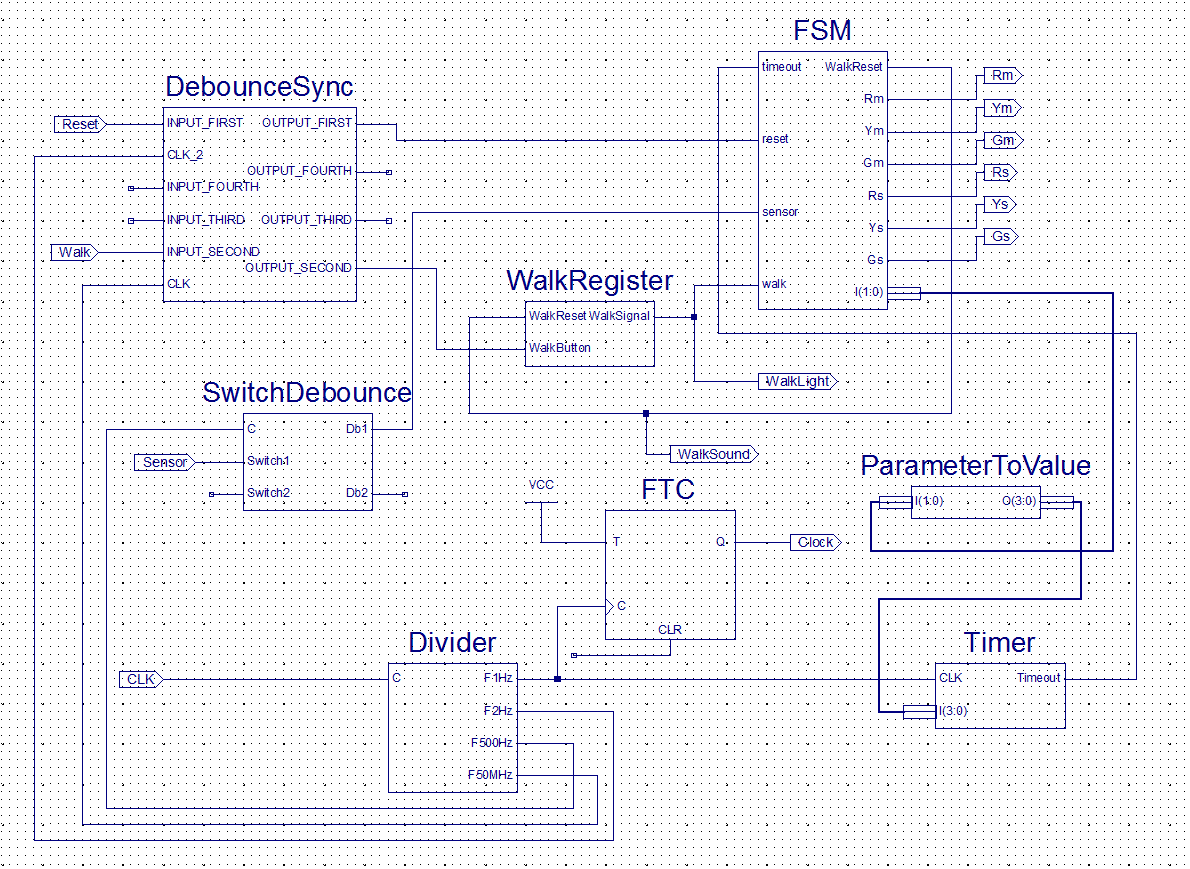 FSM
timeout WalkReset
Rm
Rm
Ym
Ym
reset
Gm
Gm
Rs
Rs
sensor
Ys
Ys
Gs
Gs
walk
I(1:0)
DebounceSync
Reset
INPUT_FIRST OUTPUT_FIRST
CLK_2
OUTPUT_FOURTH
INPUT_FOURTH
INPUT_THIRD OUTPUT_THIRD
Walk
INPUT_SECOND
OUTPUT_SECOND
CLK
WalkRegister
WalkReset WalkSignal
WalkButton
WalkLight
WalkSound
SwitchDebounce
C Db1
Sensor
Switch1
Switch2 Db2
ParameterToValue
I(1:0) O(3:0)
VCC
FTC
T Q
Clock
C
CLR
Divider
CLK
C F1Hz
F2Hz
F500Hz
F50MHz
Timer
CLK Timeout
I(3:0)